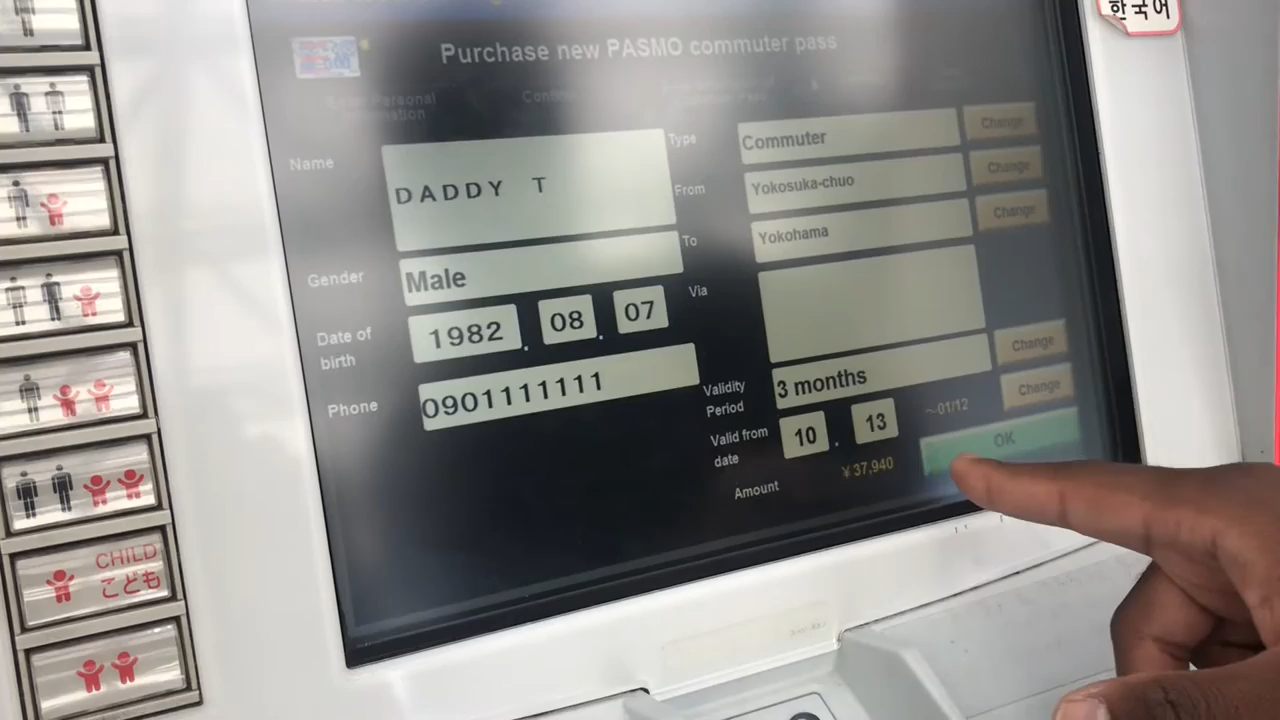 한국어
Purchase new PASMO commuter pass
Name
DADDY T
Gender
Male
Date of
birth
1982 . 08 . 07
Phone
0901111111
Type
Commuter
Change
From
Yokosuka-chuo
Change
To
Yokohama
Change
Via
Validity
Period
3 months
Change
Valid from
date
10 . 13
~01/12
Change
Amount
¥37,940
OK
CHILD
こども